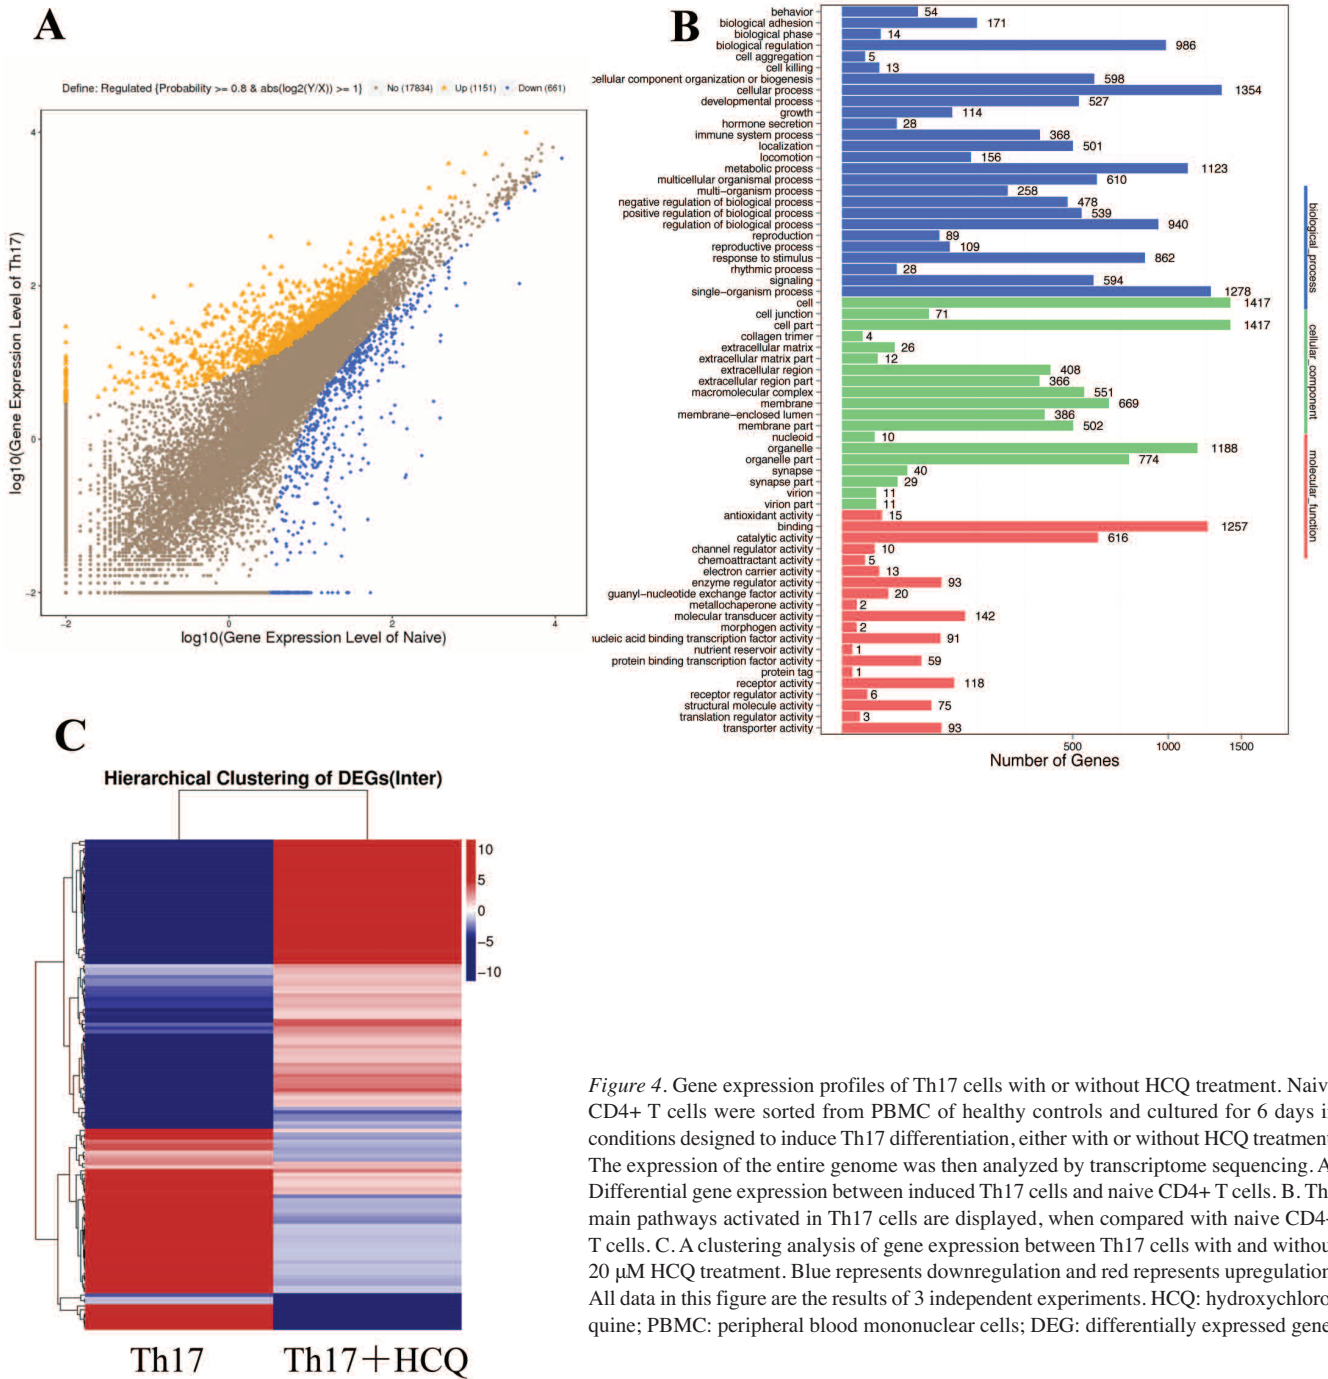 A
Define: Regulated {Probability >= 0.8 & abs(log2(Y/X)) >= 1}  No (17834)  Up (1151)  Down (661)
log10(Gene Expression Level of Th17)
4
2
0
−2
−2 0 2 4
log10(Gene Expression Level of Naive)
B
behavior 54
biological adhesion 171
biological phase 14
biological regulation 986
cell aggregation 5
cell killing 13
cellular component organization or biogenesis 598
cellular process 1354
developmental process 527
growth 114
hormone secretion 28
immune system process 368
localization 501
locomotion 156
metabolic process 1123
multicellular organismal process 610
multi−organism process 258
negative regulation of biological process 478
positive regulation of biological process 539
regulation of biological process 940
reproduction 89
reproductive process 109
response to stimulus 862
rhythmic process 28
signaling 594
single−organism process 1278
cell 1417
cell junction 71
cell part 1417
collagen trimer 4
extracellular matrix 26
extracellular matrix part 12
extracellular region 408
extracellular region part 366
macromolecular complex 551
membrane 669
membrane−enclosed lumen 386
membrane part 502
nucleoid 10
organelle 1188
organelle part 774
synapse 40
synapse part 29
virion 11
virion part 11
antioxidant activity 15
binding 1257
catalytic activity 616
channel regulator activity 10
chemoattractant activity 5
electron carrier activity 13
enzyme regulator activity 93
guanyl−nucleotide exchange factor activity 20
metallochaperone activity 2
molecular transducer activity 142
morphogen activity 2
nucleic acid binding transcription factor activity 91
nutrient reservoir activity 1
protein binding transcription factor activity 59
protein tag 1
receptor activity 118
receptor regulator activity 6
structural molecule activity 75
translation regulator activity 3
transporter activity 93
500 1000 1500
Number of Genes
biological_process
cellular_component
molecular_function
C
Hierarchical Clustering of DEGs(Inter)
10
5
0
−5
−10
Th17 Th17+HCQ
Figure 4. Gene expression profiles of Th17 cells with or without HCQ treatment. Naiv
CD4+ T cells were sorted from PBMC of healthy controls and cultured for 6 days i
conditions designed to induce Th17 differentiation, either with or without HCQ treatment
The expression of the entire genome was then analyzed by transcriptome sequencing. A
Differential gene expression between induced Th17 cells and naive CD4+ T cells. B. Th
main pathways activated in Th17 cells are displayed, when compared with naive CD4
T cells. C. A clustering analysis of gene expression between Th17 cells with and withou
20 μM HCQ treatment. Blue represents downregulation and red represents upregulation
All data in this figure are the results of 3 independent experiments. HCQ: hydroxychloro
quine; PBMC: peripheral blood mononuclear cells; DEG: differentially expressed gene